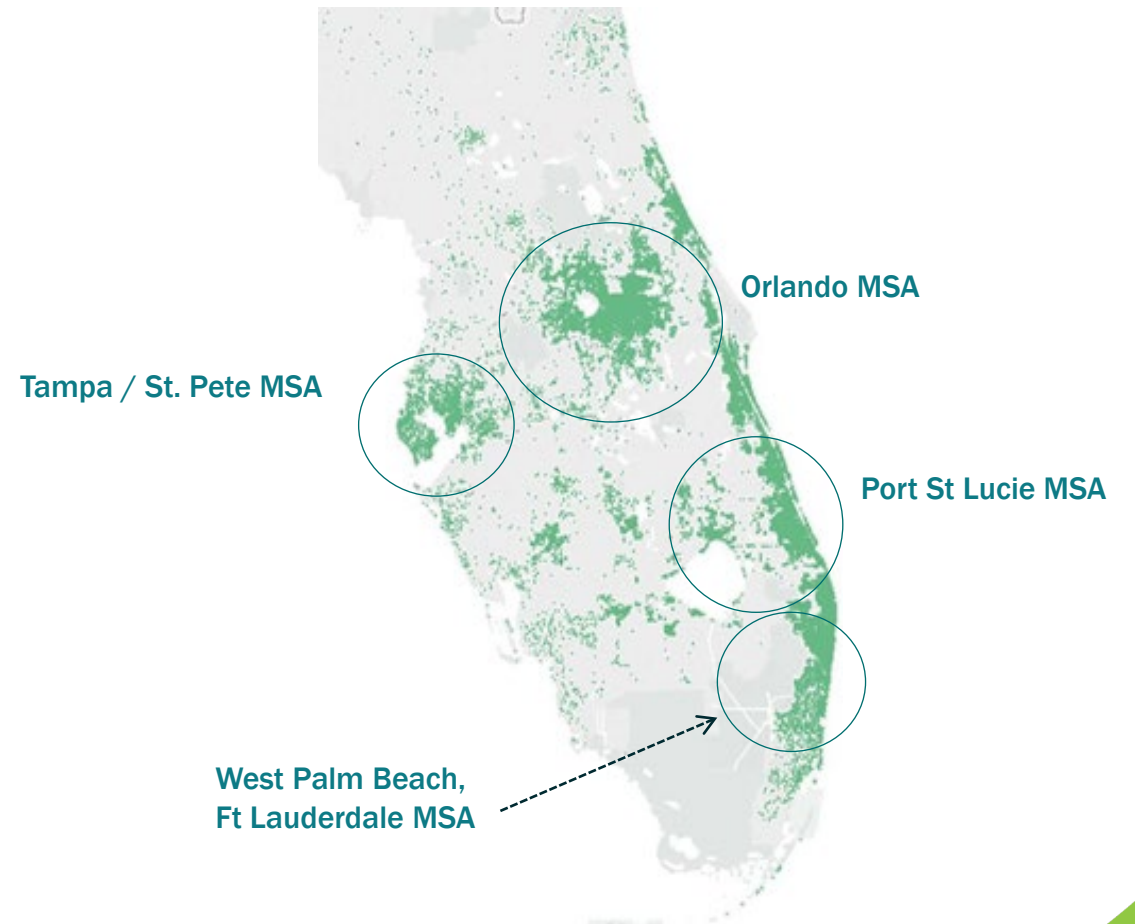 Orlando MSA
Tampa / St. Pete MSA
Port St Lucie MSA
West Palm Beach,
Ft Lauderdale MSA